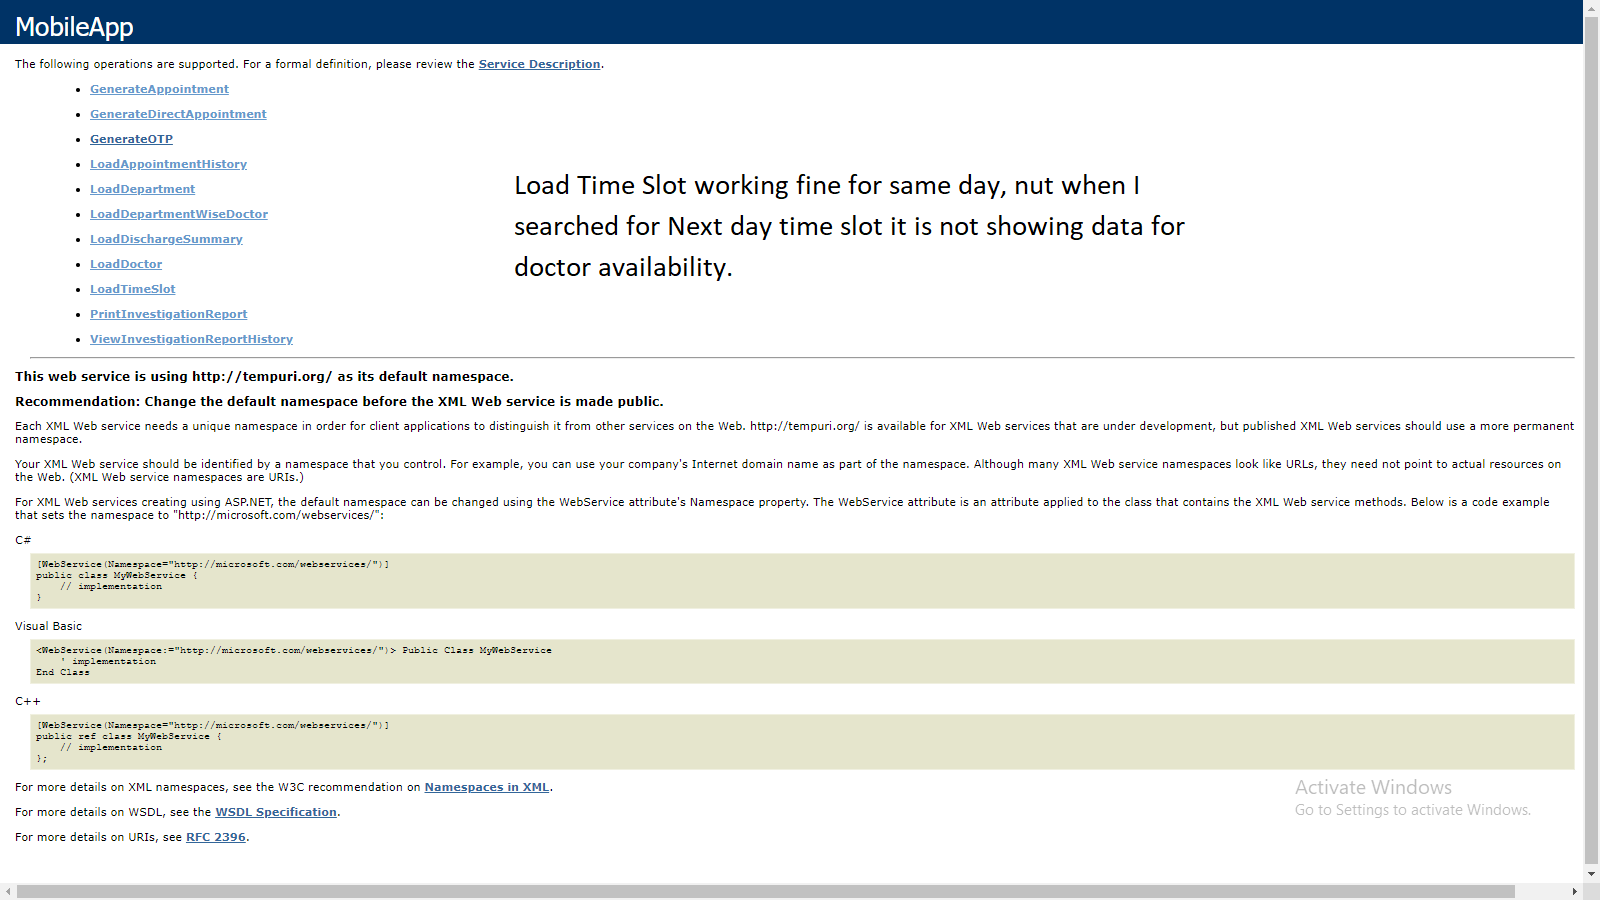 MobileApp
The following operations are supported. For a formal definition, please review the Service Description.
• GenerateAppointment
• GenerateDirectAppointment
• GenerateOTP
• LoadAppointmentHistory
• LoadDepartment
• LoadDepartmentWiseDoctor
• LoadDischargeSummary
• LoadDoctor
• LoadTimeSlot
• PrintInvestigationReport
• ViewInvestigationReportHistory
Load Time Slot working fine for same day, nut when I
searched for Next day time slot it is not showing data for
doctor availability.
This web service is using http://tempuri.org/ as its default namespace.
Recommendation: Change the default namespace before the XML Web service is made public.
Each XML Web service needs a unique namespace in order for client applications to distinguish it from other services on the Web. http://tempuri.org/ is available for XML Web services that are under development, but published XML Web services should use a more permanent
namespace.
Your XML Web service should be identified by a namespace that you control. For example, you can use your company's Internet domain name as part of the namespace. Although many XML Web service namespaces look like URLs, they need not point to actual resources on
the Web. (XML Web service namespaces are URIs.)
For XML Web services creating using ASP.NET, the default namespace can be changed using the WebService attribute's Namespace property. The WebService attribute is an attribute applied to the class that contains the XML Web service methods. Below is a code example
that sets the namespace to "http://microsoft.com/webservices/":
C#
[WebService(Namespace="http://microsoft.com/webservices/")]
public class MyWebService {
    // implementation
}
Visual Basic
<WebService(Namespace:="http://microsoft.com/webservices/")> Public Class MyWebService
    ' implementation
End Class
C++
[WebService(Namespace="http://microsoft.com/webservices/")]
public ref class MyWebService {
    // implementation
};
For more details on XML namespaces, see the W3C recommendation on Namespaces in XML.
For more details on WSDL, see the WSDL Specification.
For more details on URIs, see RFC 2396.
Activate Windows
Go to Settings to activate Windows.